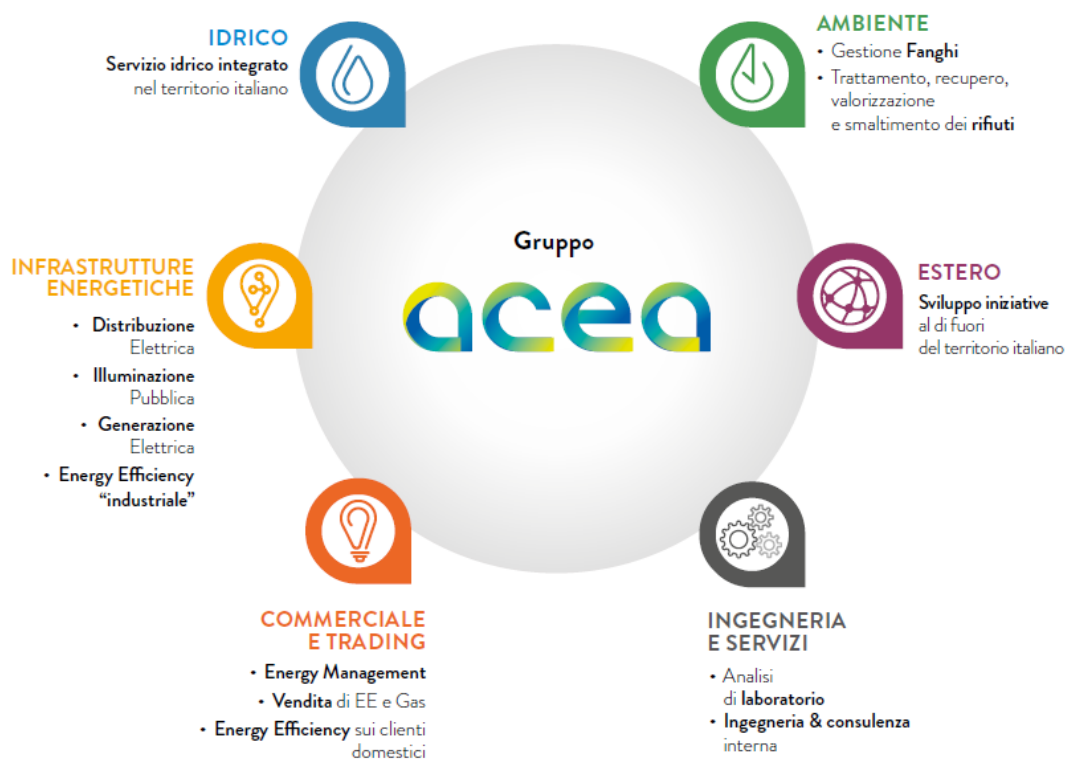 IDRICO
Servizio idrico integrato
nel territorio italiano
AMBIENTE
• Gestione Fanghi
• Trattamento, recupero,
valorizzazione
e smaltimento dei rifiuti
Gruppo
acea
INFRASTRUTTURE
ENERGETICHE
• Distribuzione
Elettrica
• Illuminazione
Pubblica
• Generazione
Elettrica
• Energy Efficiency
“industriale”
ESTERO
Sviluppo iniziative
al di fuori
del territorio italiano
COMMERCIALE
E TRADING
• Energy Management
• Vendita di EE e Gas
• Energy Efficiency sui clienti
domestici
INGEGNERIA
E SERVIZI
• Analisi
di laboratorio
• Ingegneria & consulenza
interna